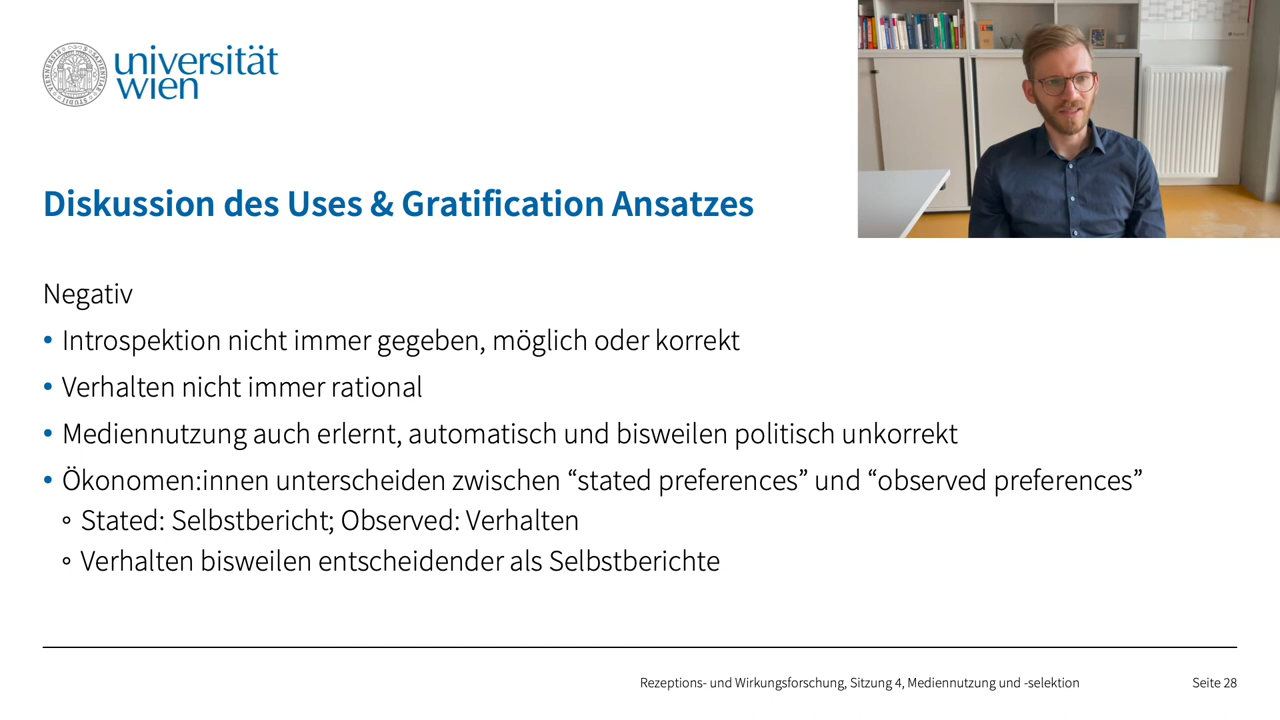 universität
wien
Diskussion des Uses & Gratification Ansatzes
Negativ
• Introspektion nicht immer gegeben, möglich oder korrekt
• Verhalten nicht immer rational
• Mediennutzung auch erlernt, automatisch und bisweilen politisch unkorrekt
• Ökonomen:innen unterscheiden zwischen “stated preferences” und “observed preferences”
∘ Stated: Selbstbericht; Observed: Verhalten
∘ Verhalten bisweilen entscheidender als Selbstberichte
Rezeptions- und Wirkungsforschung, Sitzung 4, Mediennutzung und -selektion
Seite 28